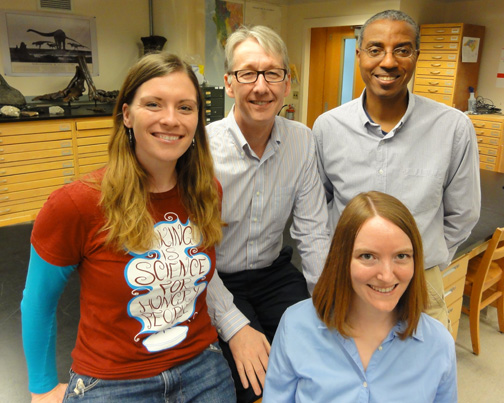 KING
IS
SCIENCE
FOR
HUNGRY
PEOPLE